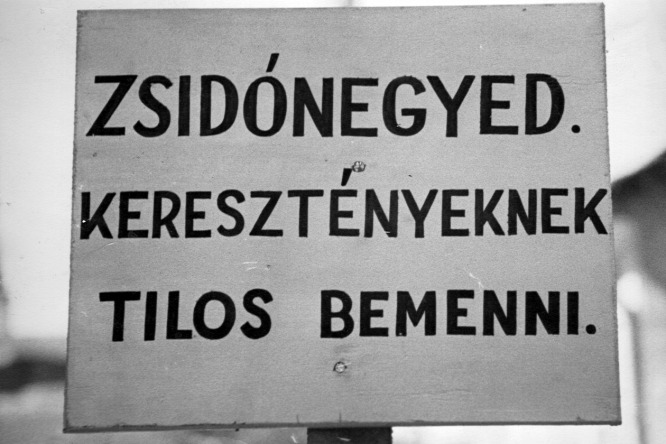 ZSIDÓNEGYED.
KERESZTÉNYEKNEK
TILOS BEMENNI.